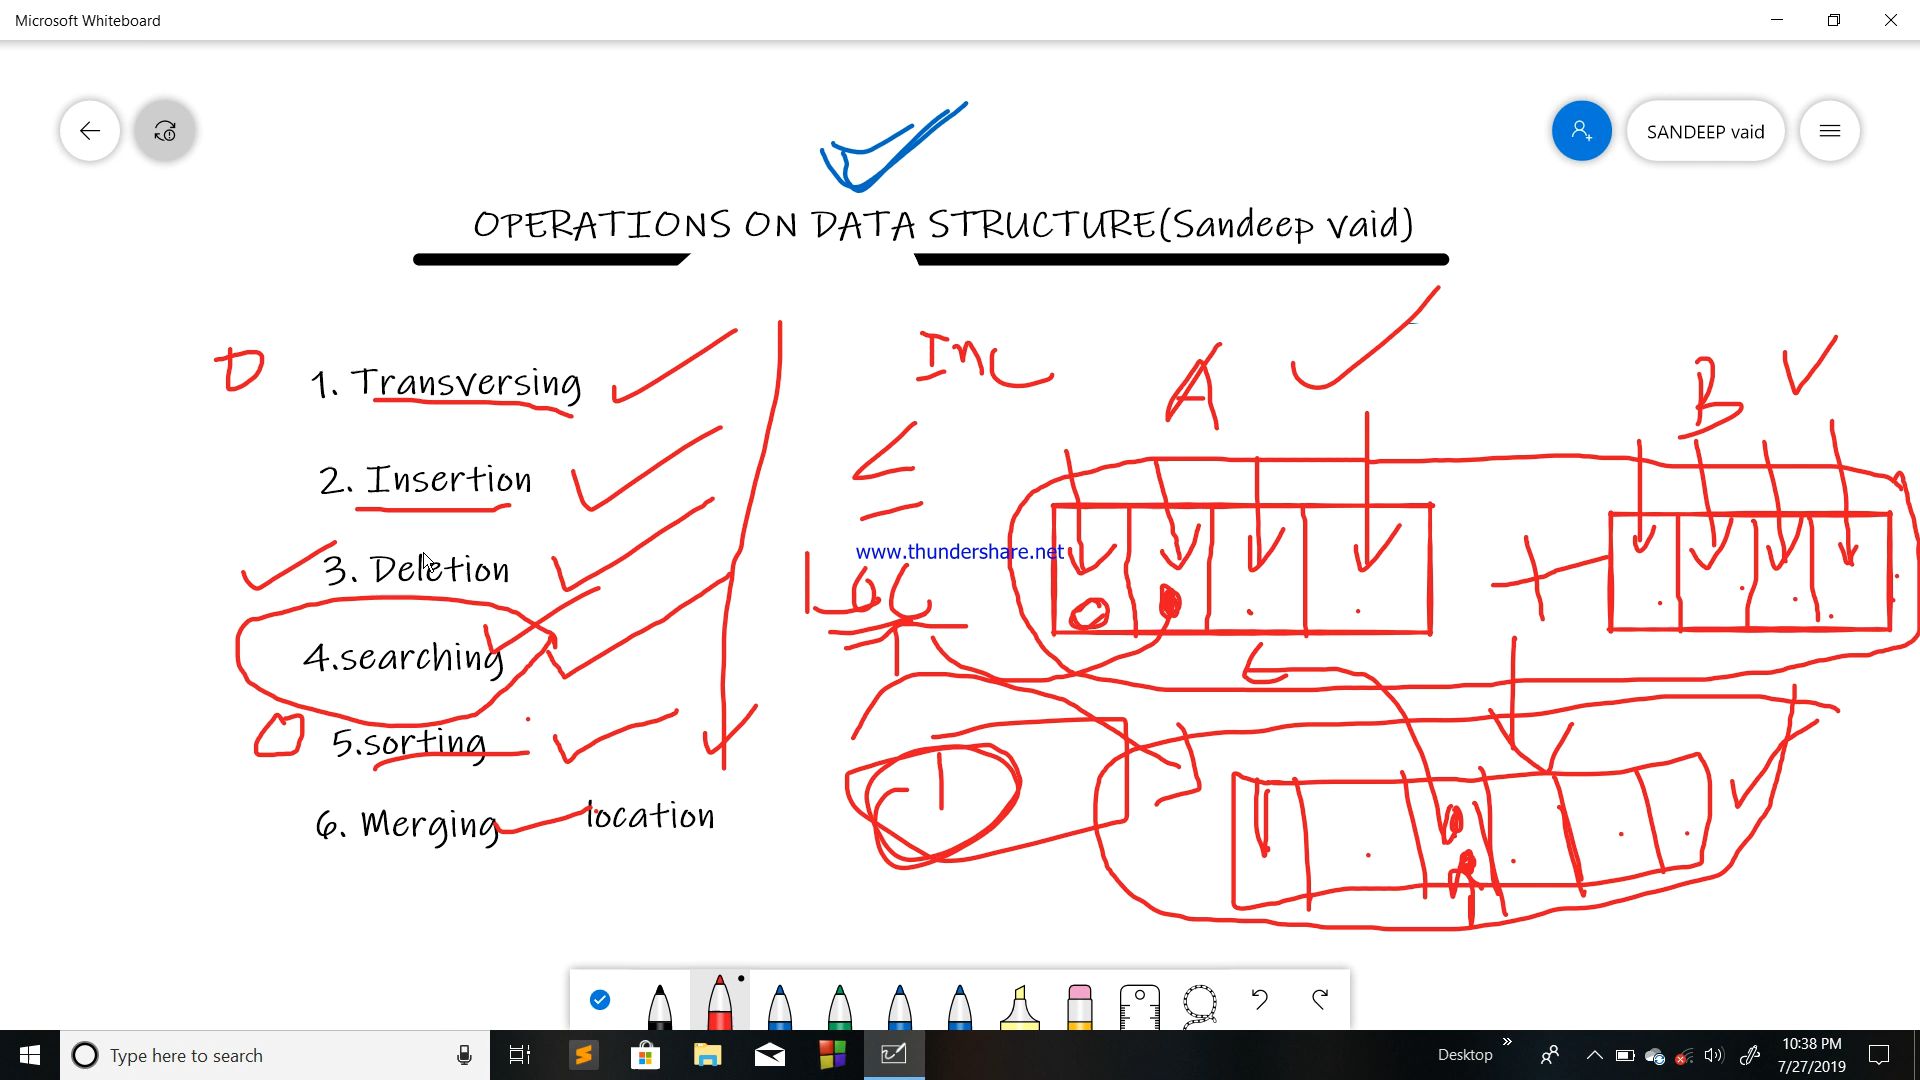 Microsoft Whiteboard
SANDEEP vaid
OPERATIONS ON DATA STRUCTURE(Sandeep vaid)
1. Transversing
2. Insertion
3. Deletion
4.searching
5.sorting
6. Merging
location
Inc
A
B
www.thundershare.net
Loc
Type here to search
Desktop
10:38 PM
7/27/2019